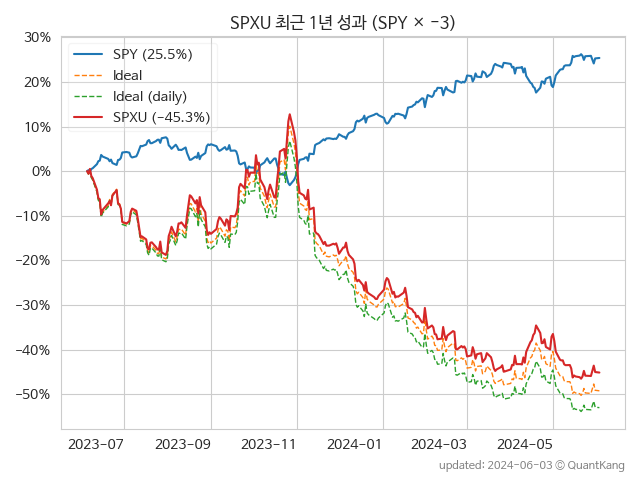 SPXU 최근 1년 성과 (SPY × −3)
30%
20%
10%
0%
−10%
−20%
−30%
−40%
−50%
SPY (25.5%)
Ideal
Ideal (daily)
SPXU (−45.3%)
2023-07
2023-09
2023-11
2024-01
2024-03
2024-05
updated: 2024-06-03 ⓒ QuantKang